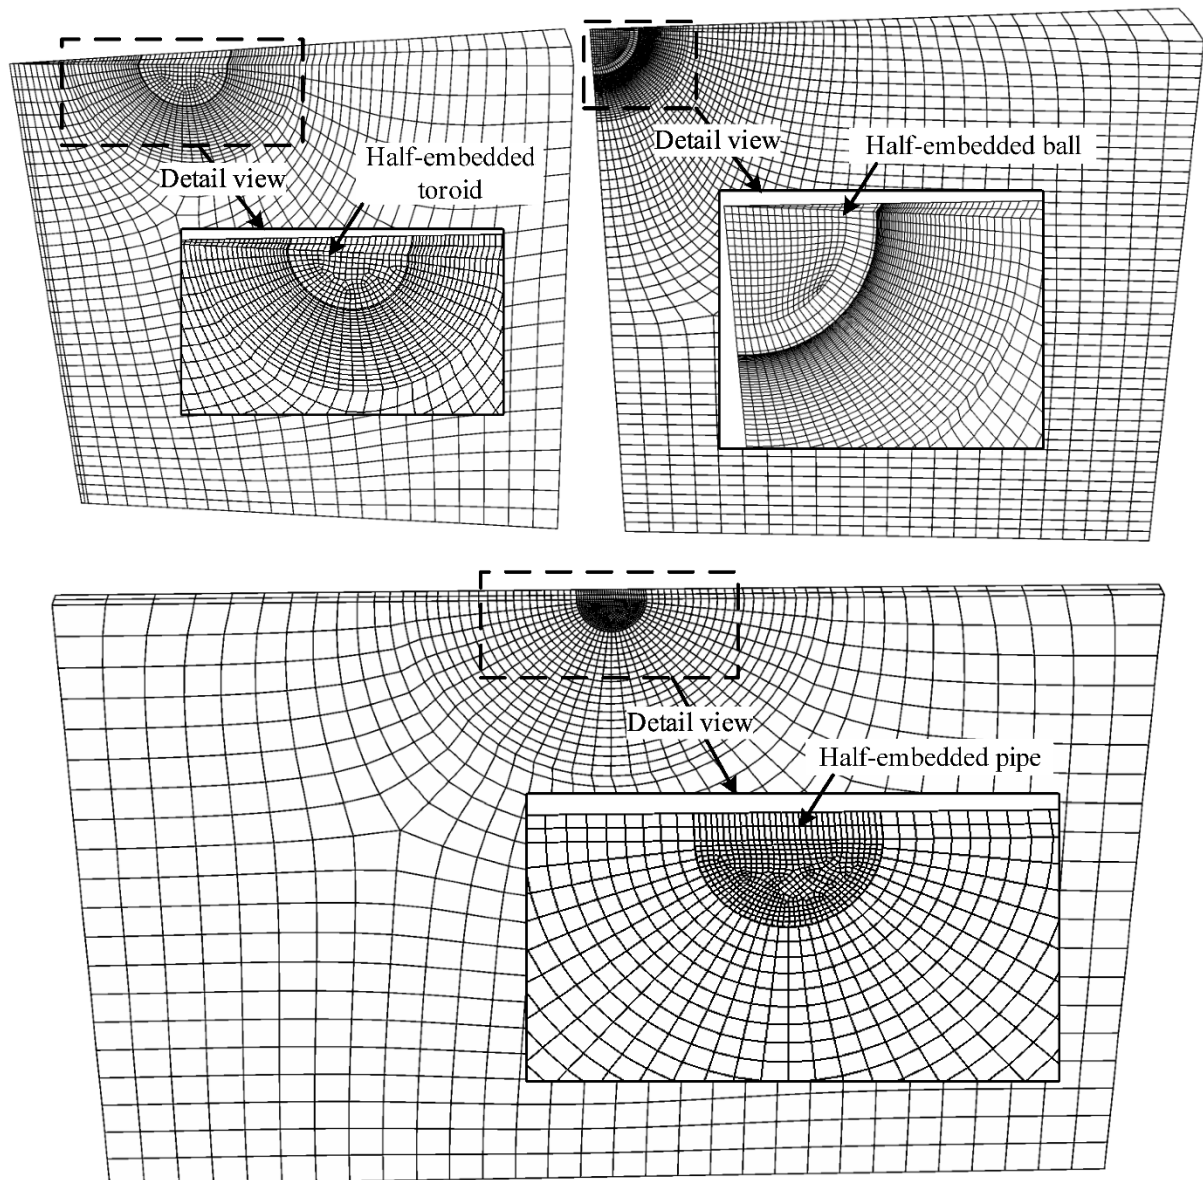 Detail view
Half-embedded
toroid
Detail view
Half-embedded ball
Detail view
Half-embedded pipe